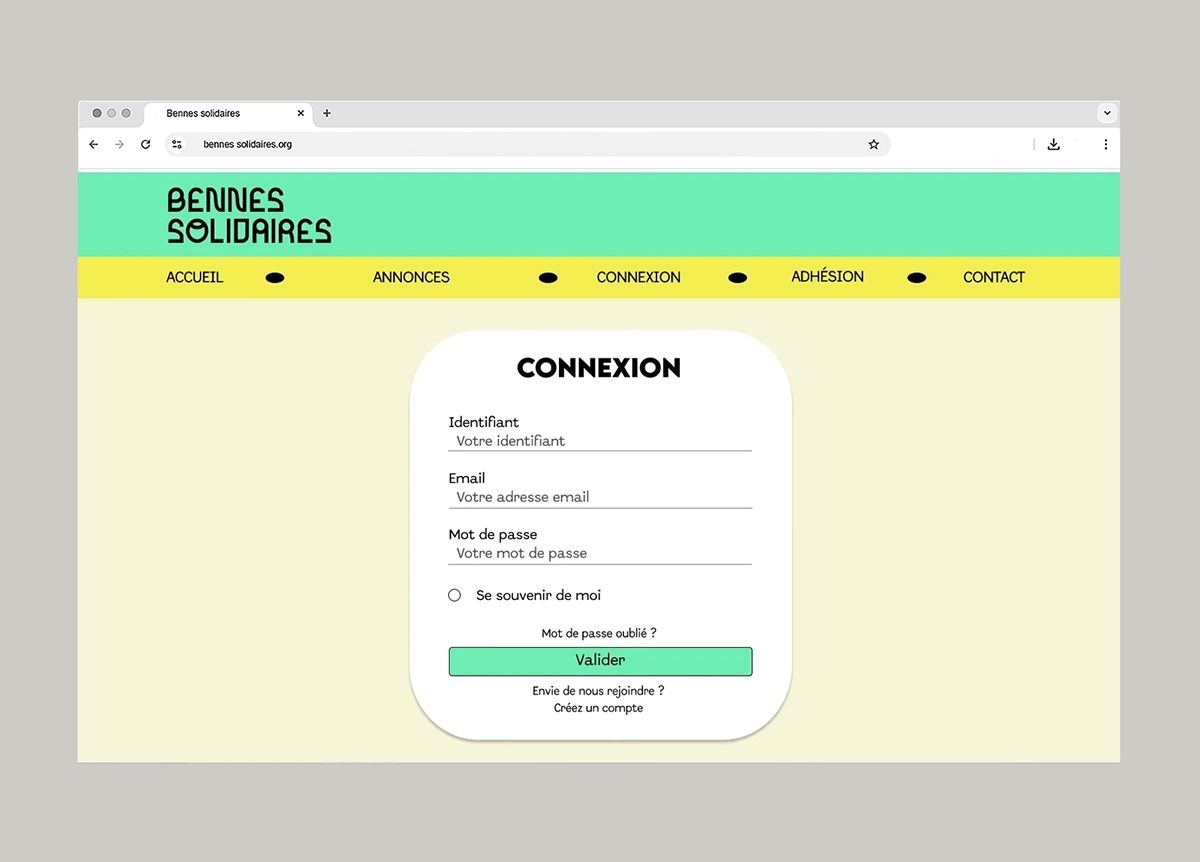 Bennes solidaires
bennes solidaires.org
BENNES
SOLIDAIRES
ACCUEIL ANNONCES CONNEXION ADHÉSION CONTACT
CONNEXION
Identifiant
Votre identifiant
Email
Votre adresse email
Mot de passe
Votre mot de passe
Se souvenir de moi
Mot de passe oublié ?
Valider
Envie de nous rejoindre ?
Créez un compte